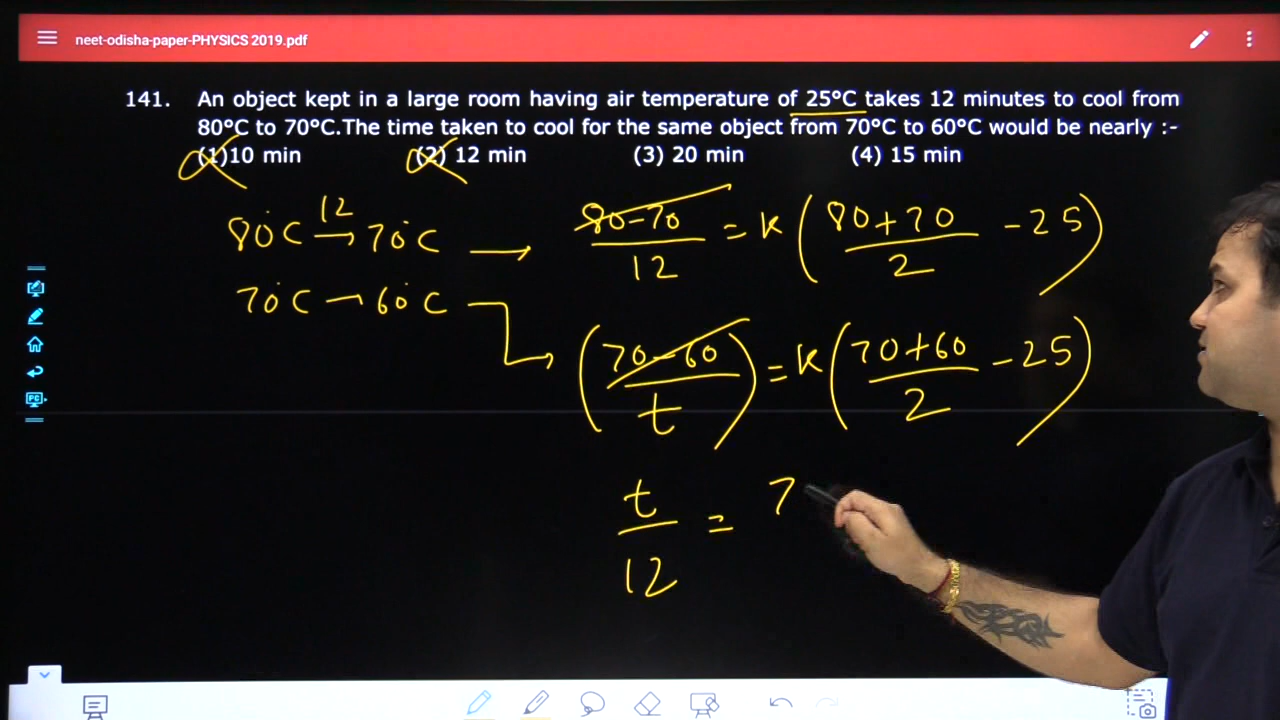 neet-odisha-paper-PHYSICS 2019.pdf
141. An object kept in a large room having air temperature of 25°C takes 12 minutes to cool from
80°C to 70°C.The time taken to cool for the same object from 70°C to 60°C would be nearly :-
(1)10 min (2) 12 min (3) 20 min (4) 15 min
80°C 12→ 70°C → 80-70/12 = K(80+70/2 - 25)
70°C → 60°C → (70-60/t) = K(70+60/2 - 25)
t/12 = 7
PC